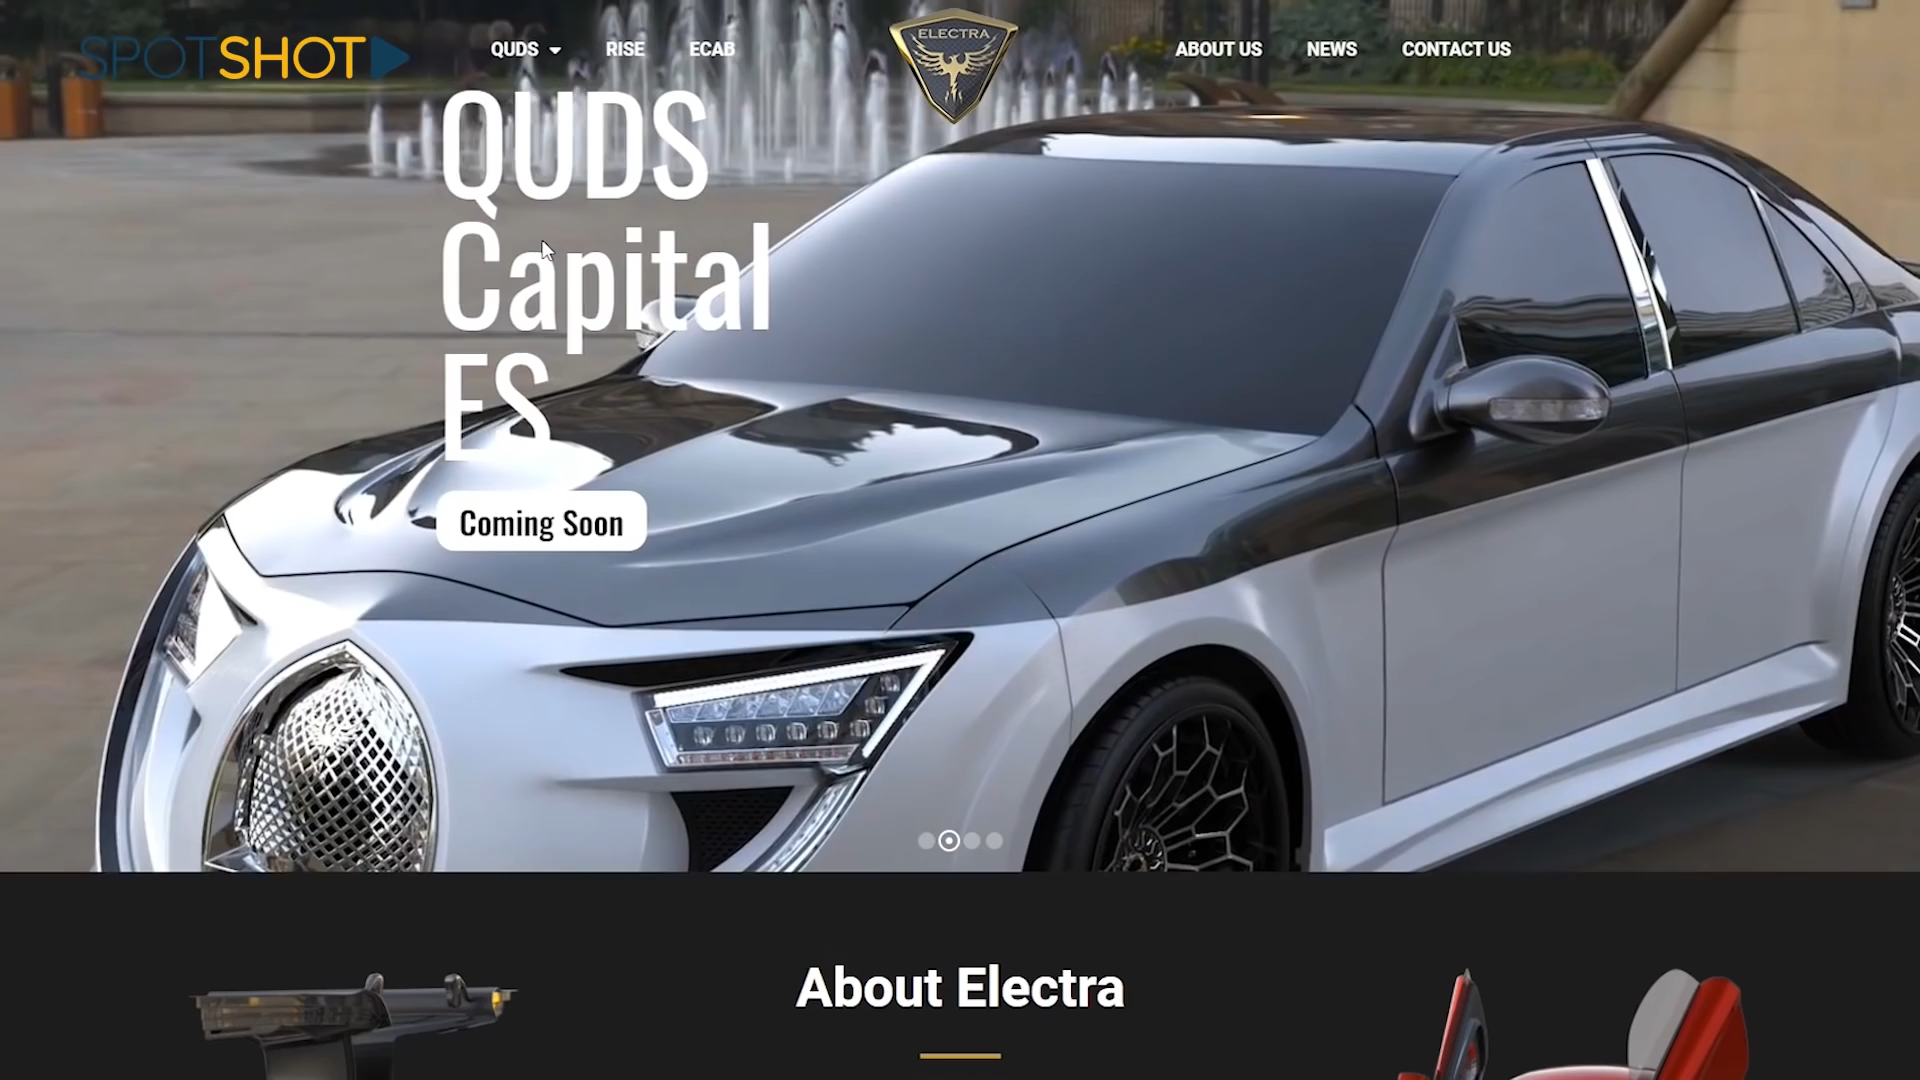 SPOTSHOT
QUDS
RISE
ECAB
ELECTRA
ABOUT US
NEWS
CONTACT US
QUDS
Capital
ES
Coming Soon
About Electra